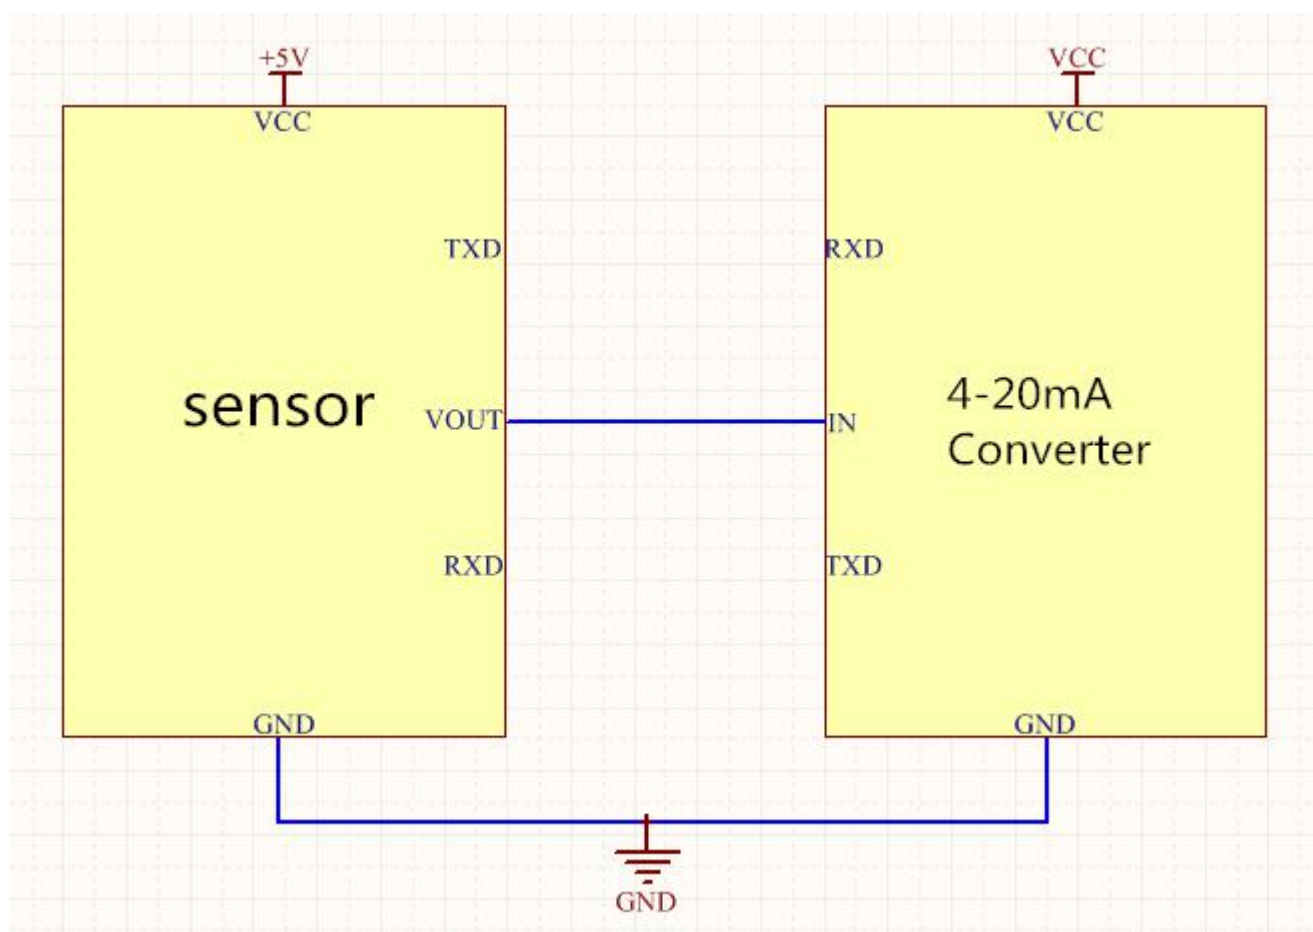 +5V
VCC
VCC
VCC
TXD
RXD
sensor
VOUT
IN
4-20mA
Converter
RXD
TXD
GND
GND
GND